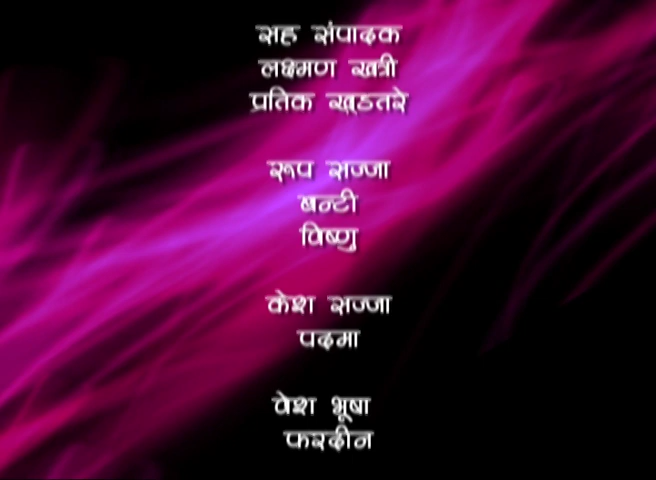 सह संपादक
लक्ष्मण खत्री
प्रतिक खडतरे
रूप सज्जा
बन्टी
विष्णु
केश सज्जा
पदमा
वेश भूषा
फरदीन